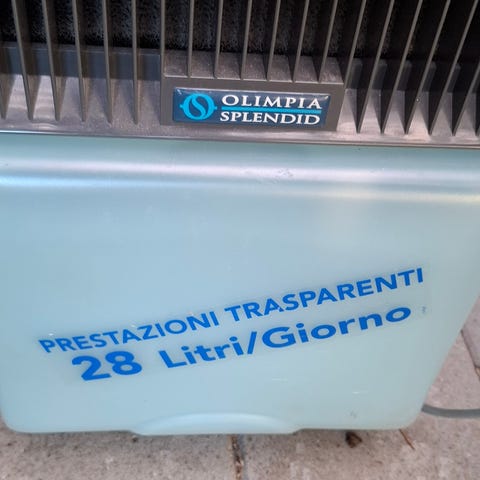 OLIMPIA
SPLENDID
PRESTAZIONI TRASPARENTI
28 Litri/Giorno